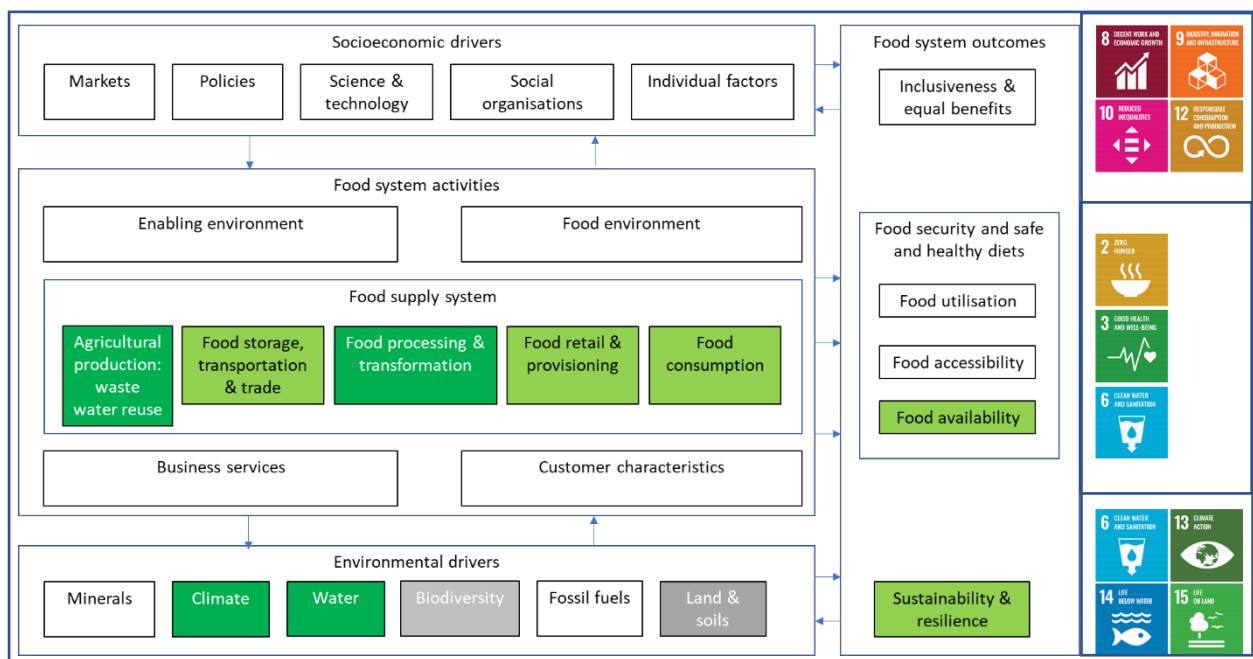 Socioeconomic drivers
Markets
Policies
Science &
technology
Social
organisations
Individual factors
Food system activities
Enabling environment
Food environment
Food supply system
Agricultural
production:
waste
water reuse
Food storage,
transportation
& trade
Food processing &
transformation
Food retail &
provisioning
Food
consumption
Business services
Customer characteristics
Environmental drivers
Minerals
Climate
Water
Biodiversity
Fossil fuels
Land &
soils
Food system outcomes
Inclusiveness &
equal benefits
Food security and safe
and healthy diets
Food utilisation
Food accessibility
Food availability
Sustainability &
resilience
8 DECENT WORK AND
ECONOMIC GROWTH
9 INDUSTRY, INNOVATION
AND INFRASTRUCTURE
10 REDUCED
INEQUALITIES
12 RESPONSIBLE
CONSUMPTION
AND PRODUCTION
2 ZERO
HUNGER
3 GOOD HEALTH
AND WELL-BEING
6 CLEAN WATER
AND SANITATION
6 CLEAN WATER
AND SANITATION
13 CLIMATE
ACTION
14 LIFE
BELOW WATER
15 LIFE
ON LAND